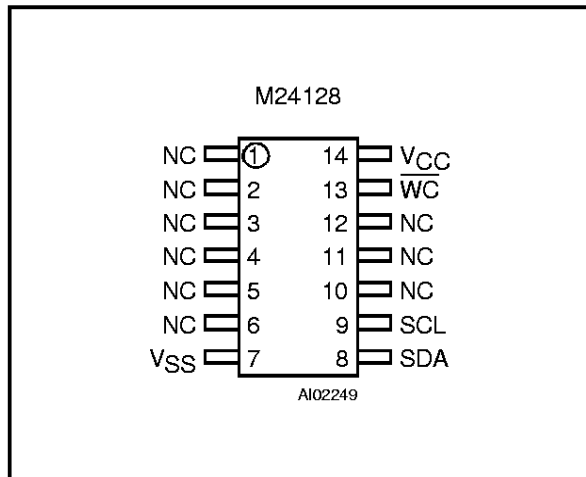 M24128
NC 1 14 VCC
NC 2 13 W̅C̅
NC 3 12 NC
NC 4 11 NC
NC 5 10 NC
NC 6 9 SCL
VSS 7 8 SDA
AI02249